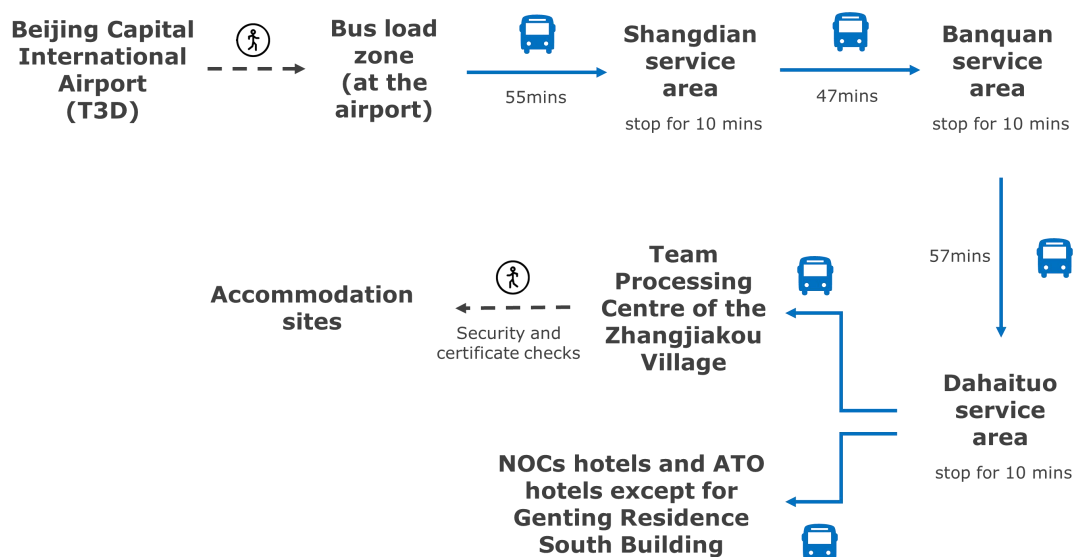 Beijing Capital
International
Airport
(T3D)
Bus load
zone
(at the
airport)
55mins
Shangdian
service
area
stop for 10 mins
47mins
Banquan
service
area
stop for 10 mins
57mins
Dahaituo
service
area
stop for 10 mins
Team
Processing
Centre of the
Zhangjiakou
Village
Security and
certificate checks
Accommodation
sites
NOCs hotels and ATO
hotels except for
Genting Residence
South Building